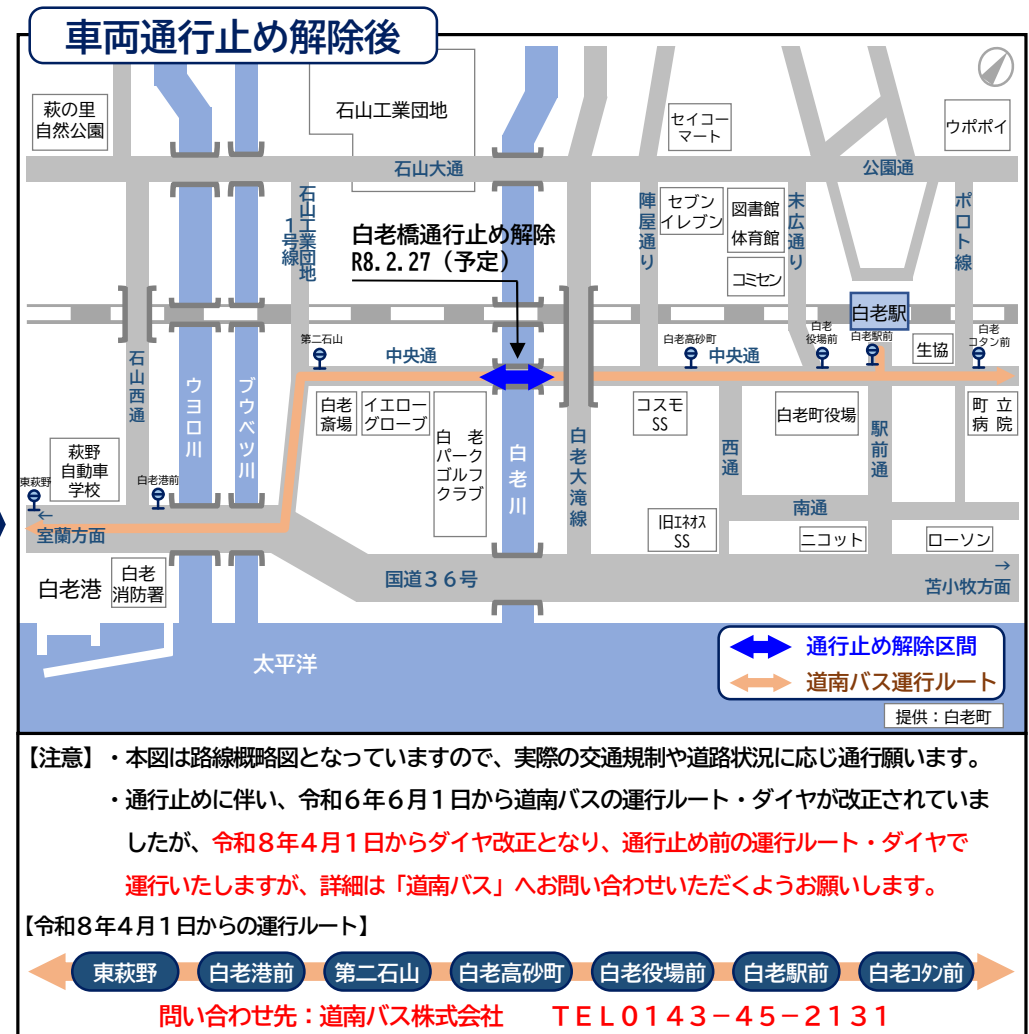 車両通行止め解除後
萩の里
自然公園
石山工業団地
セイコー
マート
ウポポイ
石山大通
公園通
石山工業団地
1号線
白老橋通行止め解除
R8.2.27（予定）
陣屋通り
セブン
イレブン
図書館
体育館
コミセン
末広通り
ポロト線
白老駅
第二石山
中央通
白老高砂町
中央通
白老
役場前
白老駅前
生協
白老
コタン前
石山西通
ウヨロ川
ブウベツ川
白老
斎場
イエロー
グローブ
白　老
パーク
ゴルフ
クラブ
白老川
白老大滝線
コスモ
SS
西通
白老町役場
駅前通
町 立
病 院
萩野
自動車
学校
東萩野
白老港前
←
室蘭方面
旧エネオス
SS
南通
ニコット
ローソン
白老港
白老
消防署
国道３６号
→
苫小牧方面
太平洋
通行止め解除区間
道南バス運行ルート
提供：白老町
【注意】・本図は路線概略図となっていますので、実際の交通規制や道路状況に応じ通行願います。
・通行止めに伴い、令和６年６月１日から道南バスの運行ルート・ダイヤが改正されていま
したが、令和８年４月１日からダイヤ改正となり、通行止め前の運行ルート・ダイヤで
運行いたしますが、詳細は「道南バス」へお問い合わせいただくようお願いします。
【令和８年４月１日からの運行ルート】
東萩野　白老港前　第二石山　白老高砂町　白老役場前　白老駅前　白老ｺﾀﾝ前
問い合わせ先：道南バス株式会社　ＴＥＬ０１４３－４５－２１３１